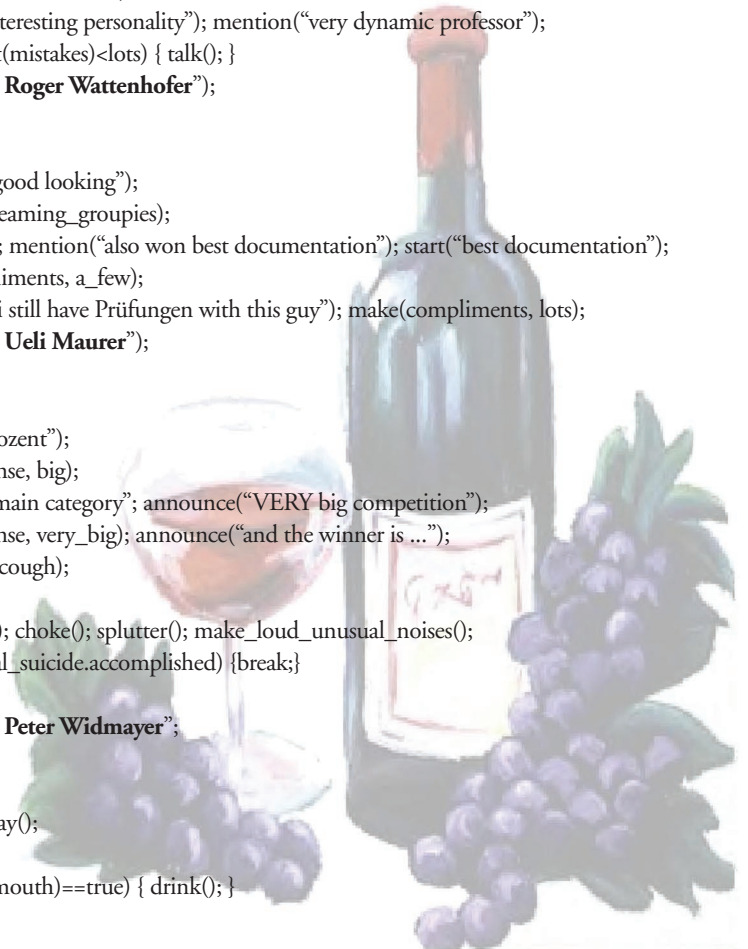 teresting personality”); mention(“very dynamic professor”);
t(mistakes)<lots) { talk(); }
Roger Wattenhofer”);
good looking”);
eaming_groupies);
; mention(“also won best documentation”); start(“best documentation”);
iments, a_few);
i still have Prüfungen with this guy”); make(compliments, lots);
Ueli Maurer”);
ozent”);
nse, big);
main category”; announce(“VERY big competition”);
nse, very_big); announce(“and the winner is ...”);
cough);
); choke(); splutter(); make_loud_unusual_noises();
al_suicide.accomplished) {break;}
Peter Widmayer”;
ay();
mouth)==true) { drink(); }